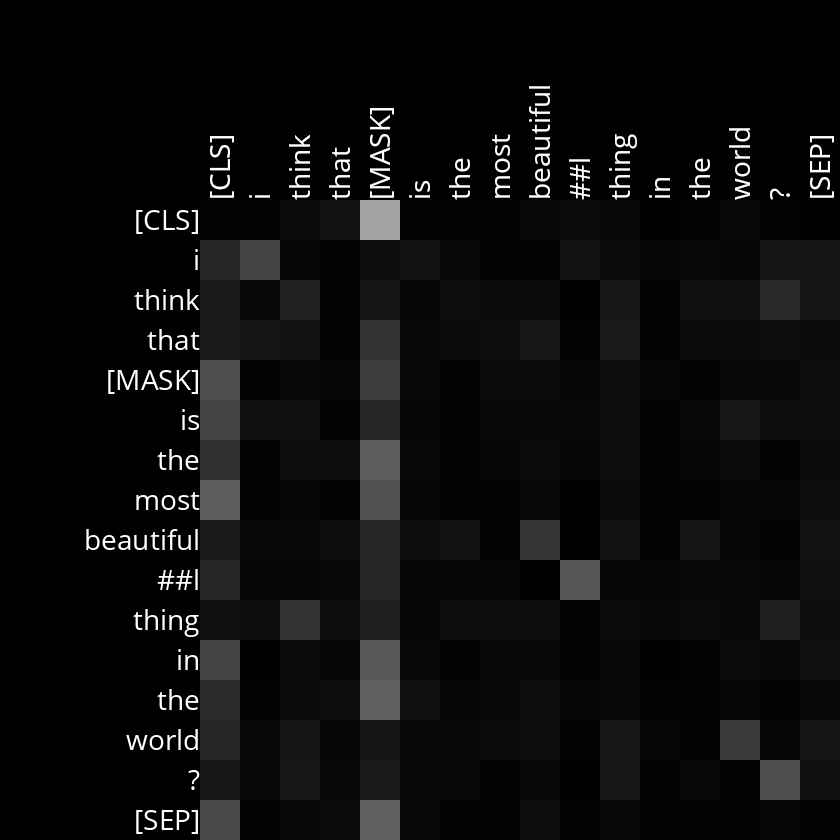 [CLS] i think that [MASK] is the most beautiful ##l thing in the world ? [SEP]
[CLS]
i
think
that
[MASK]
is
the
most
beautiful
##l
thing
in
the
world
?
[SEP]